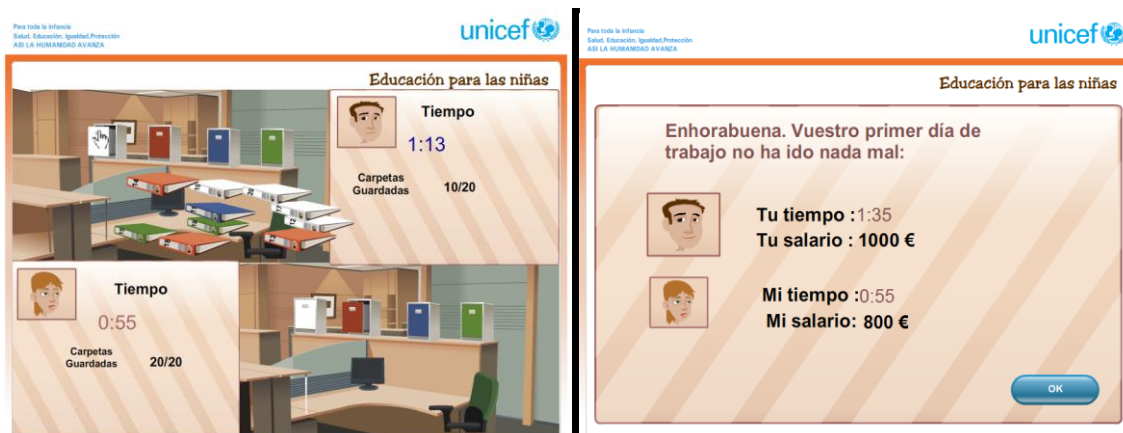 Para toda la infancia
Salud, Educación, Igualdad,Protección
ASI LA HUMANIDAD AVANZA
unicef
Educación para las niñas
Tiempo
1:13
Carpetas
Guardadas
10/20
Tiempo
0:55
Carpetas
Guardadas
20/20
Para toda la infancia
Salud, Educación, Igualdad,Protección
ASI LA HUMANIDAD AVANZA
unicef
Educación para las niñas
Enhorabuena. Vuestro primer día de
trabajo no ha ido nada mal:
Tu tiempo :1:35
Tu salario : 1000 €
Mi tiempo :0:55
Mi salario: 800 €
OK